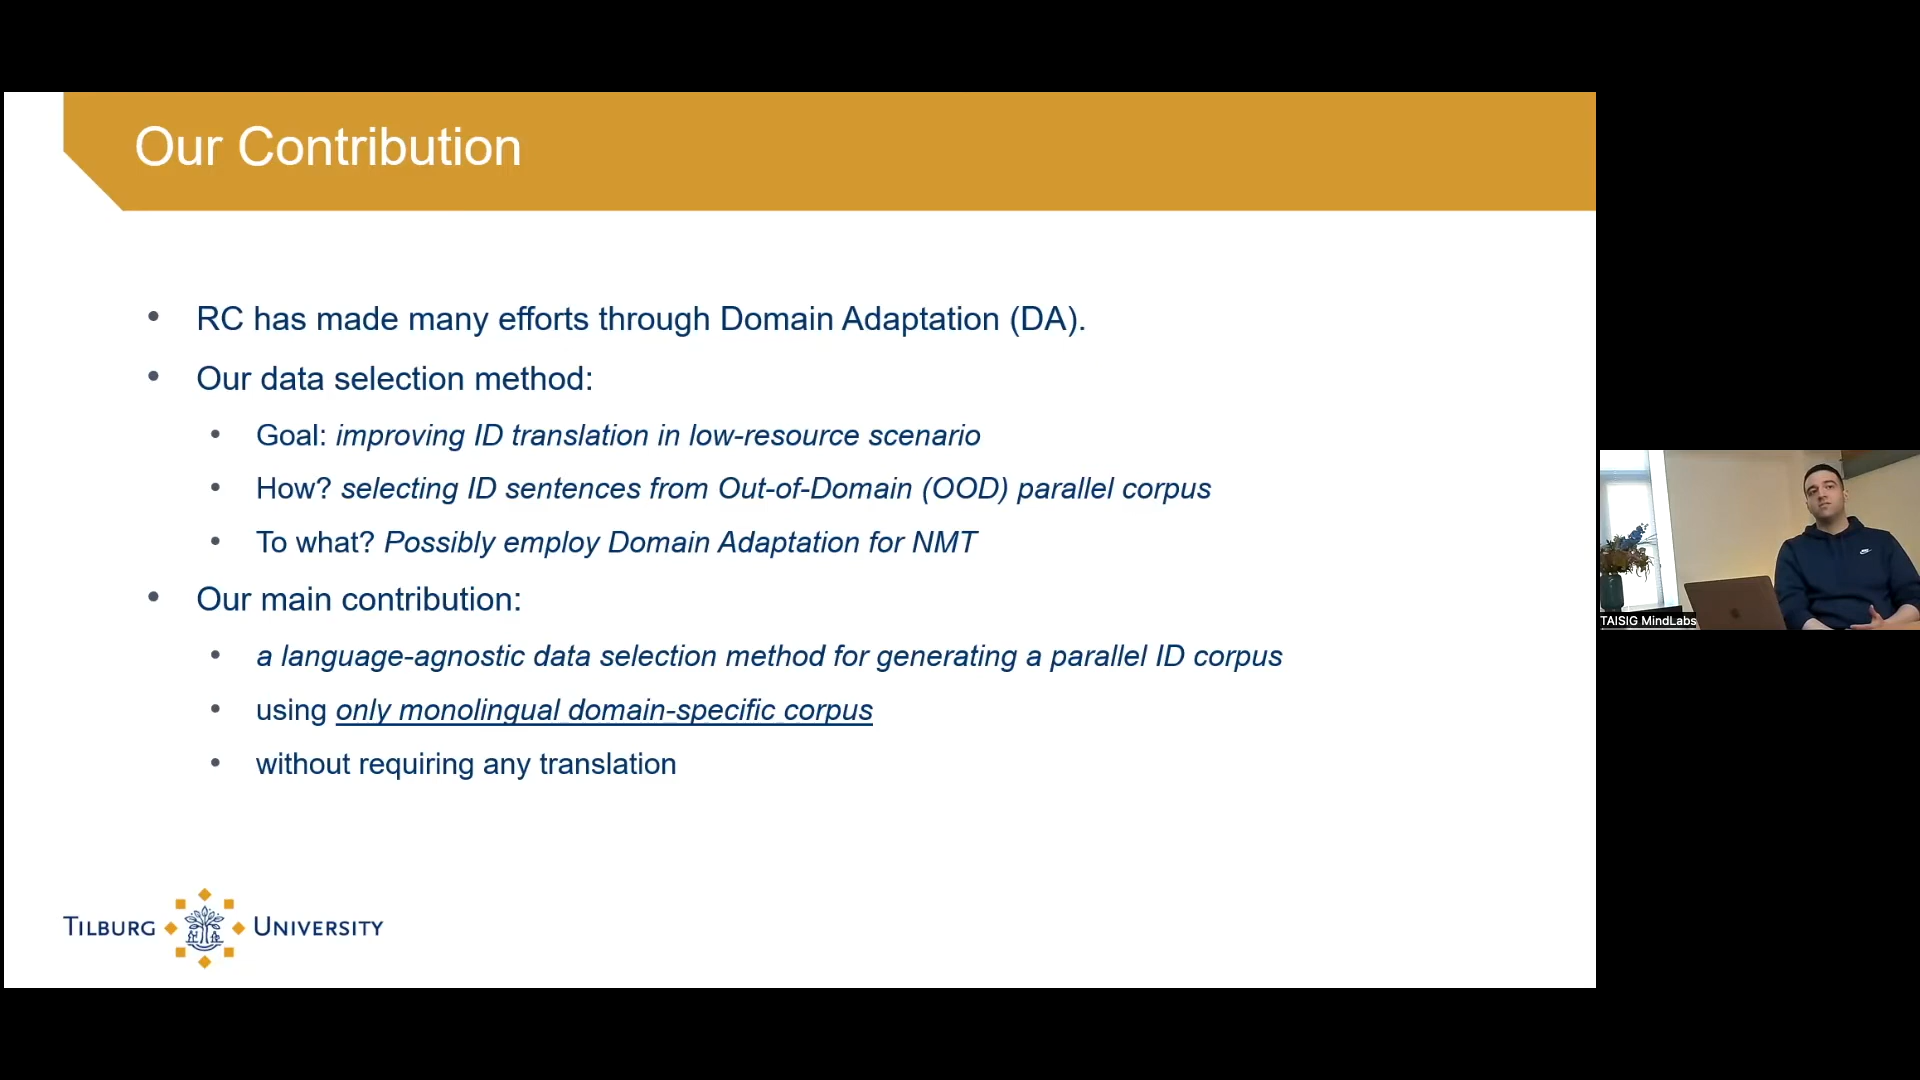 Our Contribution
• RC has made many efforts through Domain Adaptation (DA).
• Our data selection method:
• Goal: improving ID translation in low-resource scenario
• How? selecting ID sentences from Out-of-Domain (OOD) parallel corpus
• To what? Possibly employ Domain Adaptation for NMT
• Our main contribution:
• a language-agnostic data selection method for generating a parallel ID corpus
• using only monolingual domain-specific corpus
• without requiring any translation
TILBURG UNIVERSITY
TAISIG MindLabs